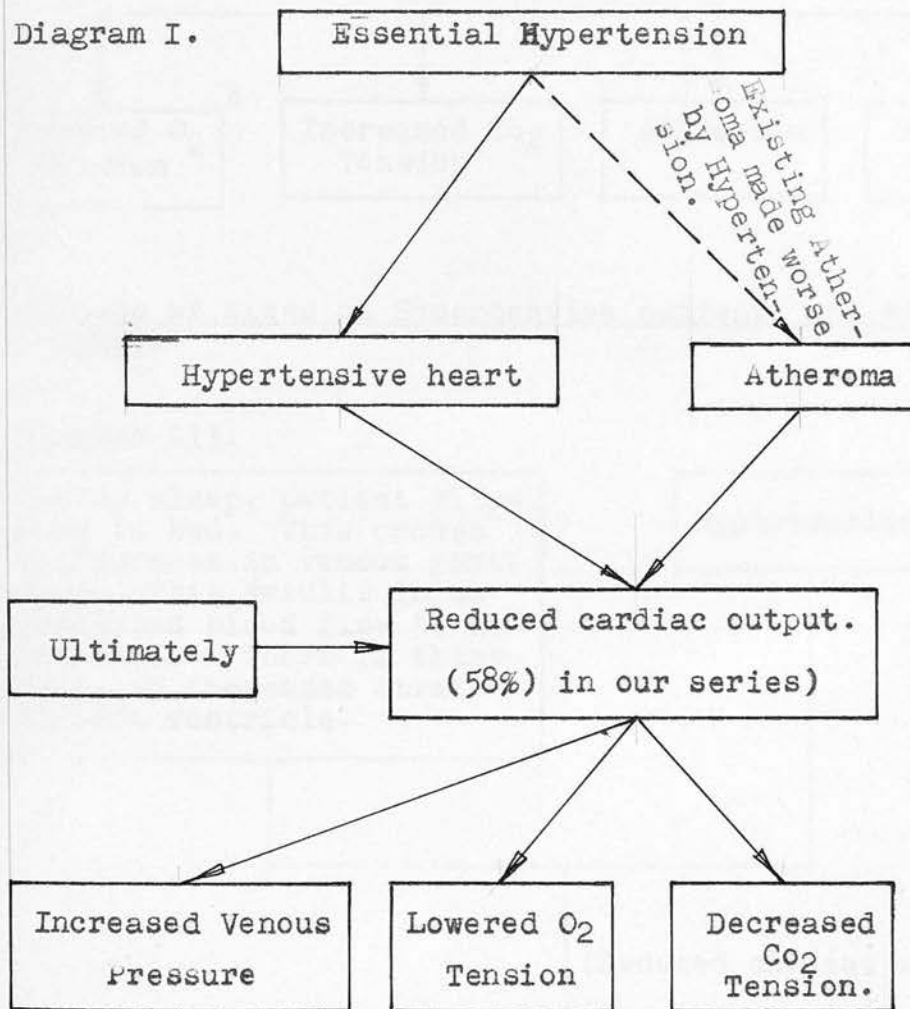 Diagram I.
Essential Hypertension
Existing Ather-
oma made worse
by Hyperten-
sion.
Hypertensive heart
Atheroma
Ultimately
Reduced cardiac output.
(58%) in our series)
Increased Venous
Pressure
Lowered O₂
Tension
Decreased
Co₂
Tension.